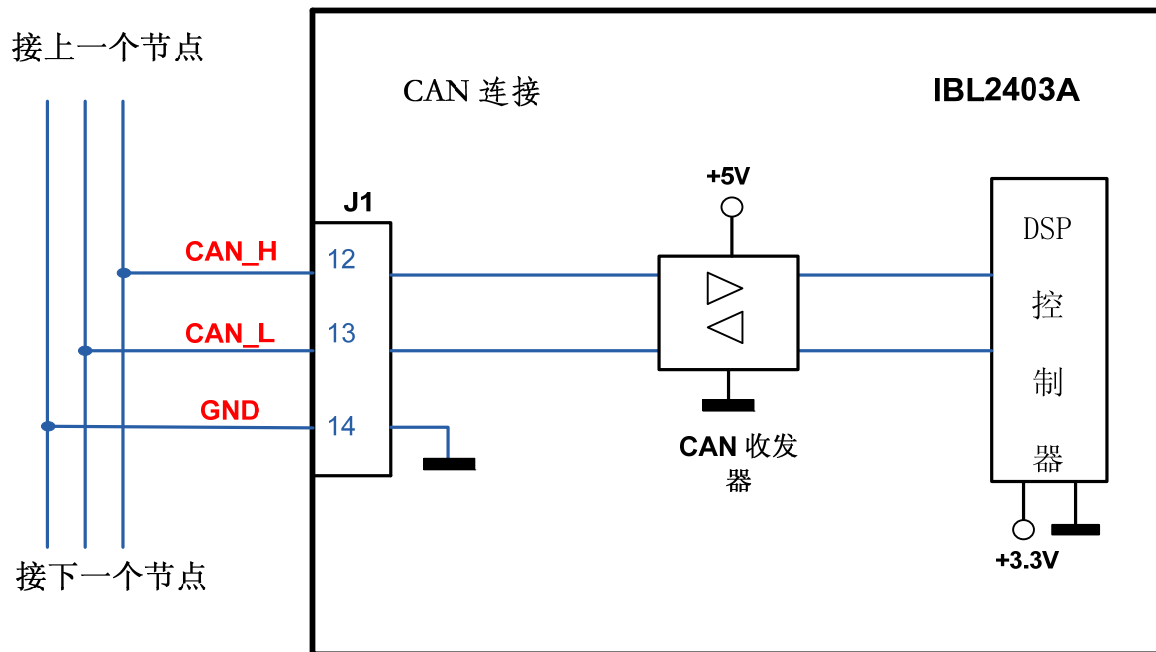 接上一个节点
CAN 连接
IBL2403A
+5V
J1
DSP
控
制
器
CAN_H
12
CAN_L
13
GND
14
CAN 收发
器
+3.3V
接下一个节点